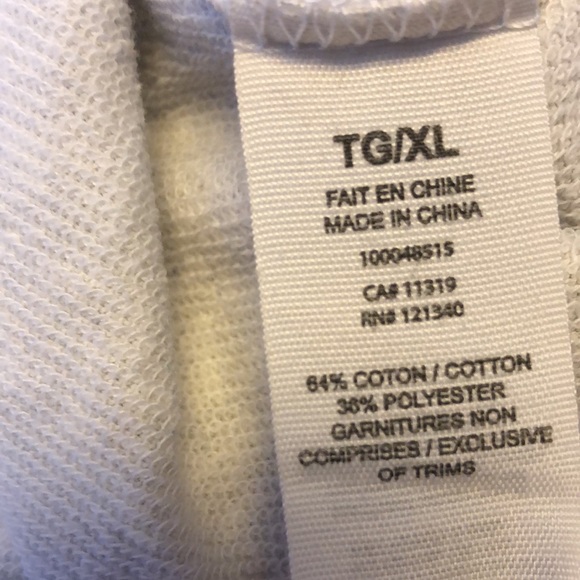 TG/XL
FAIT EN CHINE
MADE IN CHINA
100048515
CA# 11319
RN# 121340
64% COTON / COTTON
36% POLYESTER
GARNITURES NON
COMPRISES / EXCLUSIVE
OF TRIMS